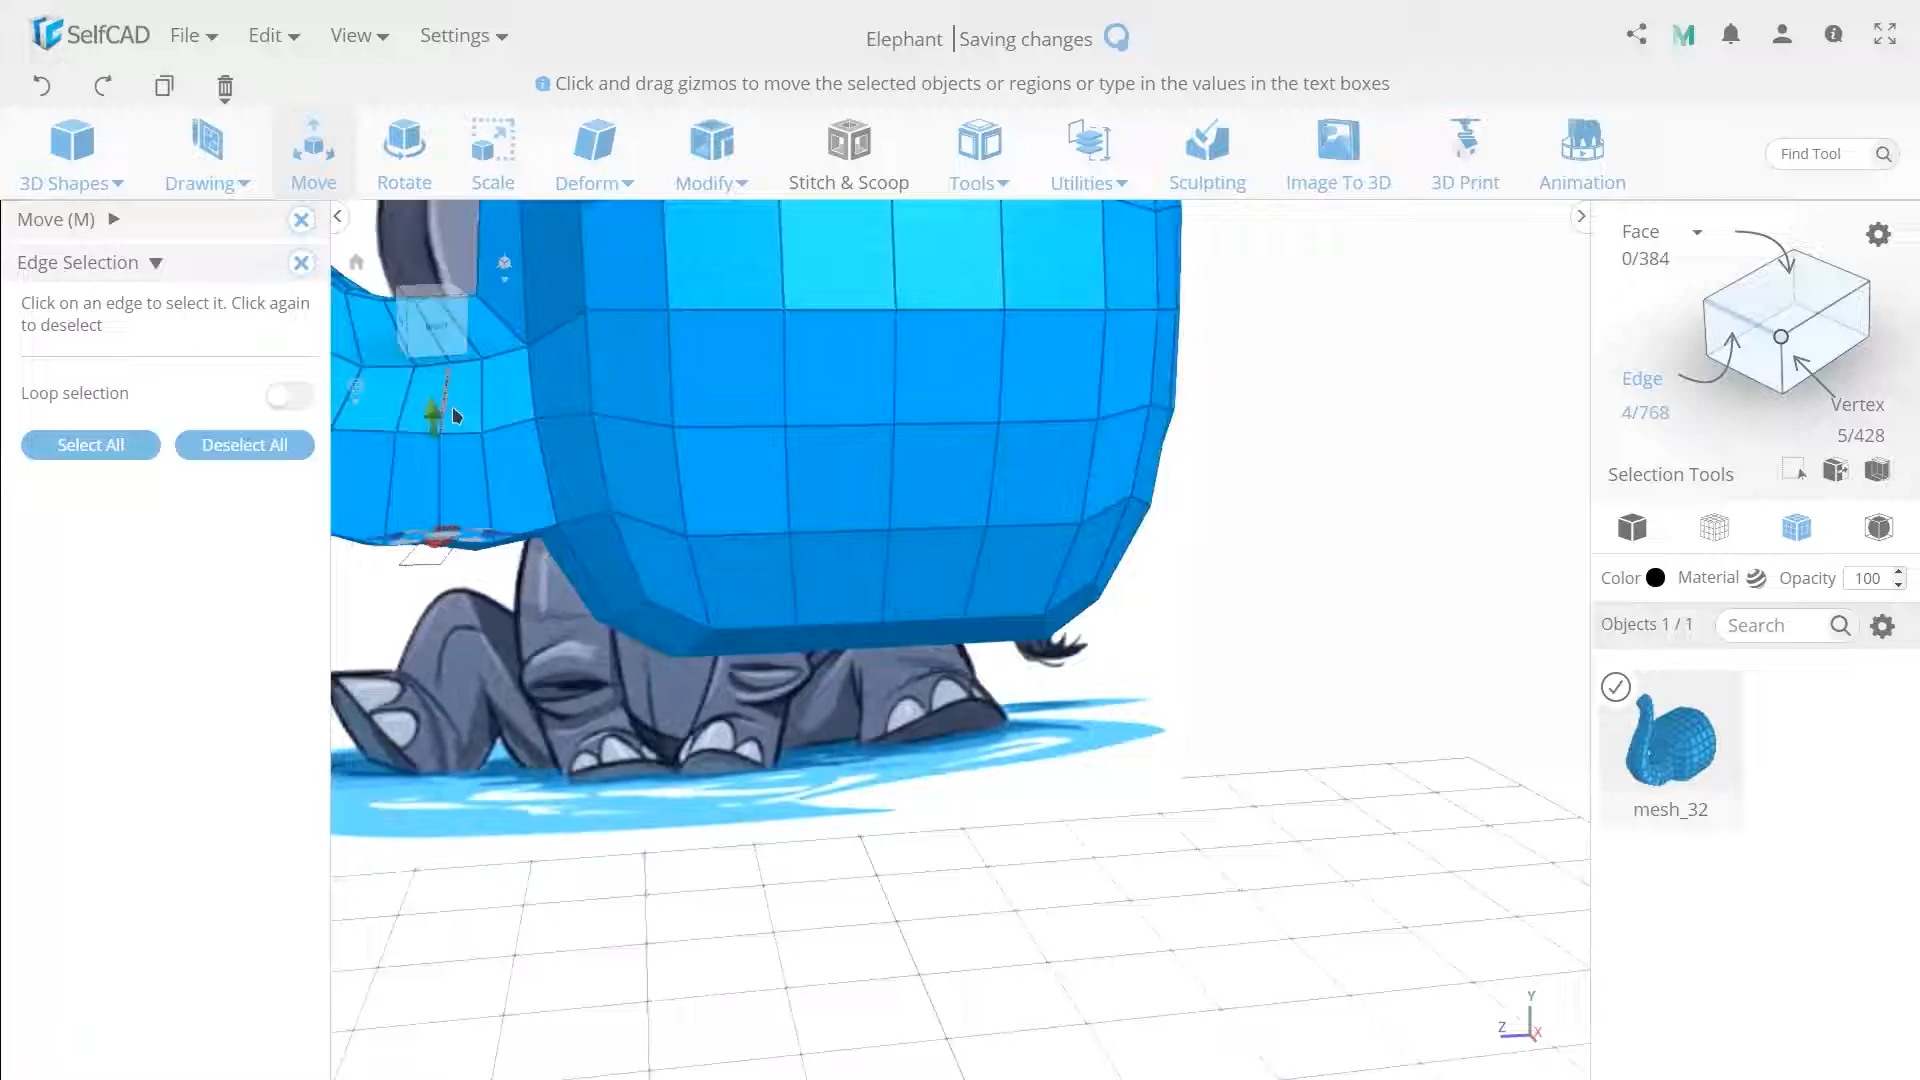 SelfCAD File Edit View Settings
Elephant Saving changes
Click and drag gizmos to move the selected objects or regions or type in the values in the text boxes
3D Shapes Drawing Move Rotate Scale Deform Modify Stitch & Scoop Tools Utilities Sculpting Image To 3D 3D Print Animation
Find Tool
Move (M)
Edge Selection
Click on an edge to select it. Click again
to deselect
Loop selection
Select All Deselect All
Face
0/384
Edge
4/768
Vertex
5/428
Selection Tools
Color Material Opacity 100
Objects 1 / 1 Search
mesh_32
Y
Z X